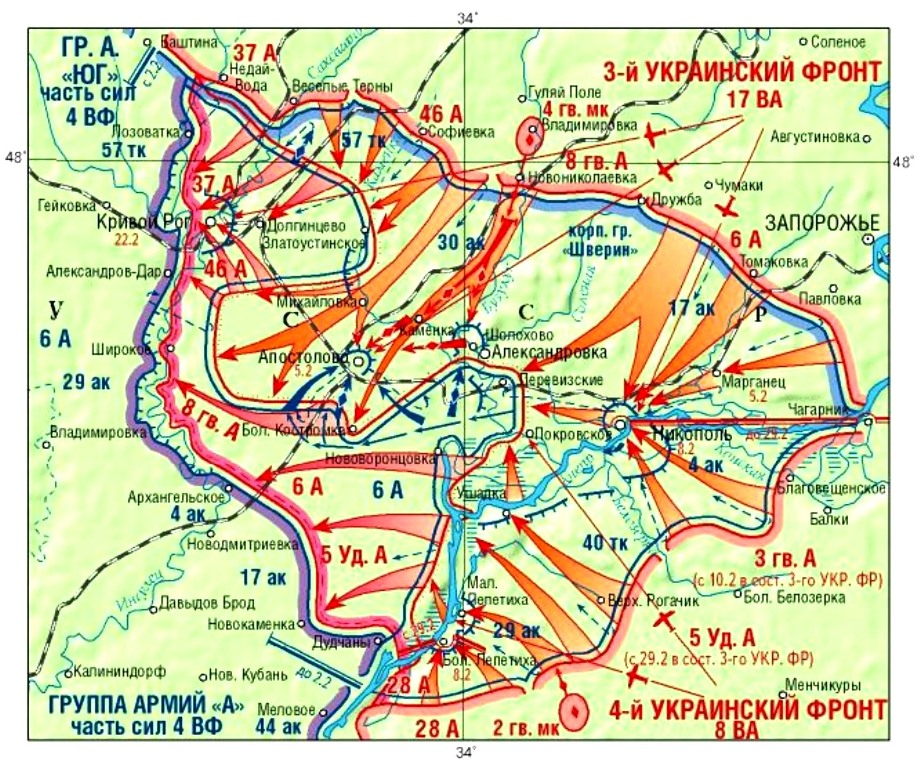 34°
ГР. А.
«ЮГ»
часть сил
4 ВФ
с 2.2
Баштина
37 А
Недай-
Вода
Веселые Терны
Соленое
3-й УКРАИНСКИЙ ФРОНТ
17 ВА
Гуляй Поле
4 гв. мк
Владимировка
46 А
Софиевка
57 тк
Лозоватка
57 тк
Августиновка
48°
48°
8 гв. А
Новониколаевка
Чумаки
Дружба
37 А
Гейковка
Кривой Рог
22.2
Долгинцево
Златоустинское
30 ак
корп. гр.
«Шверин»
ЗАПОРОЖЬЕ
6 А
Томаковка
Александров-Дар
46 А
Михайловка
17 ак
Павловка
У
С
С
Р
6 А
Каменка
Шолохово
Александровка
Широкое
Апостолово
5.2
29 ак
Перевизские
Марганец
5.2
8 гв. А
Чагарник
Владимировка
Бол. Костромка
Покровское
Никополь
8.2
до 29.2
Нововоронцовка
4 ак
6 А
6 А
Ушадка
Днепр
Благовещенское
Балки
Архангельское
4 ак
Новодмитриевка
5 Уд. А
40 тк
3 гв. А
(с 10.2 в сост. 3-го УКР. ФР)
17 ак
Ингулец
Давыдов Брод
Мал.
Лепетиха
Верх. Рогачик
Бол. Белозерка
Новокаменка
29 ак
Дудчаны
с 29.2
5 Уд. А
(с 29.2 в сост. 3-го УКР. ФР)
Калининдорф
Нов. Кубань
до 2.2
Бол. Лепетиха
8.2
28 А
Менчикуры
ГРУППА АРМИЙ «А»
часть сил 4 ВФ
Меловое
44 ак
28 А
2 гв. мк
4-й УКРАИНСКИЙ ФРОНТ
8 ВА
34°